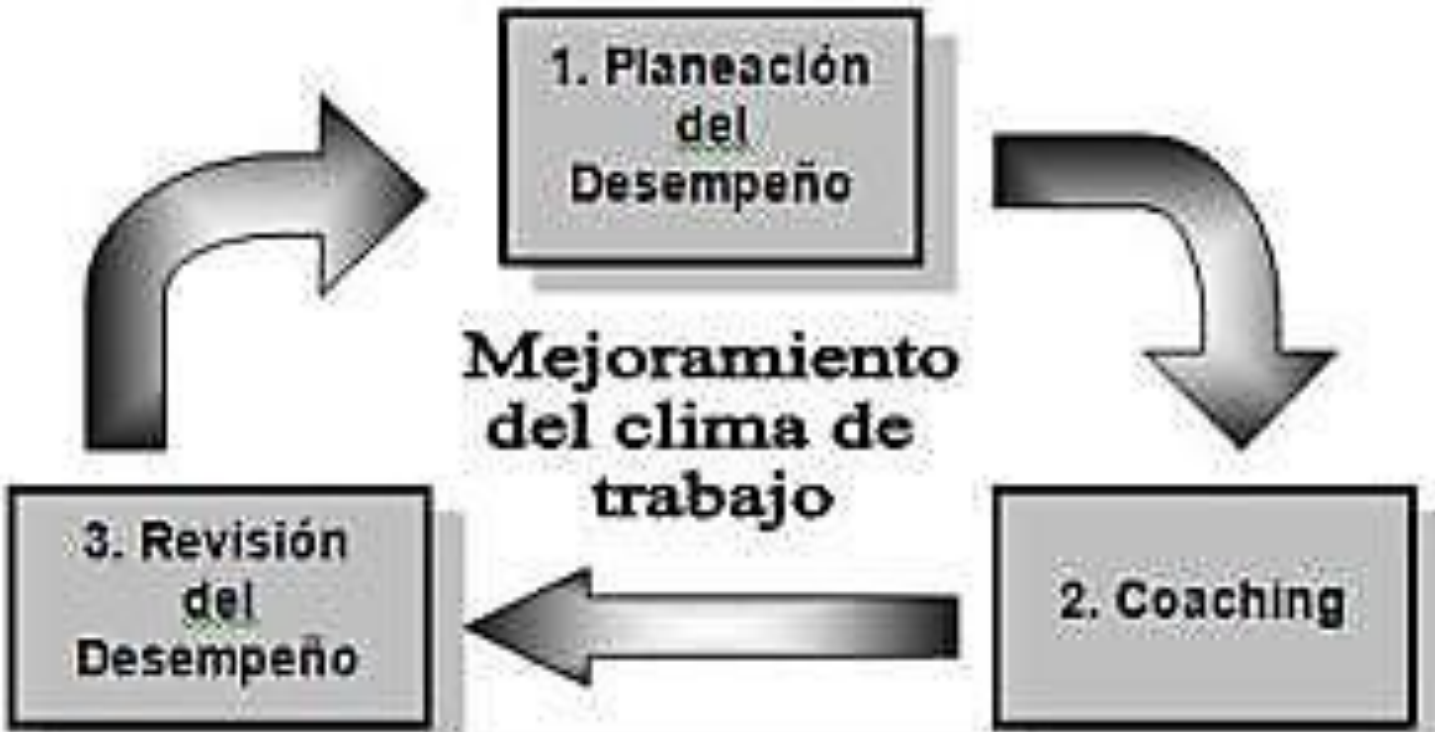 1. Planeación
del
Desempeño
Mejoramiento
del clima de
trabajo
3. Revisión
del
Desempeño
2. Coaching